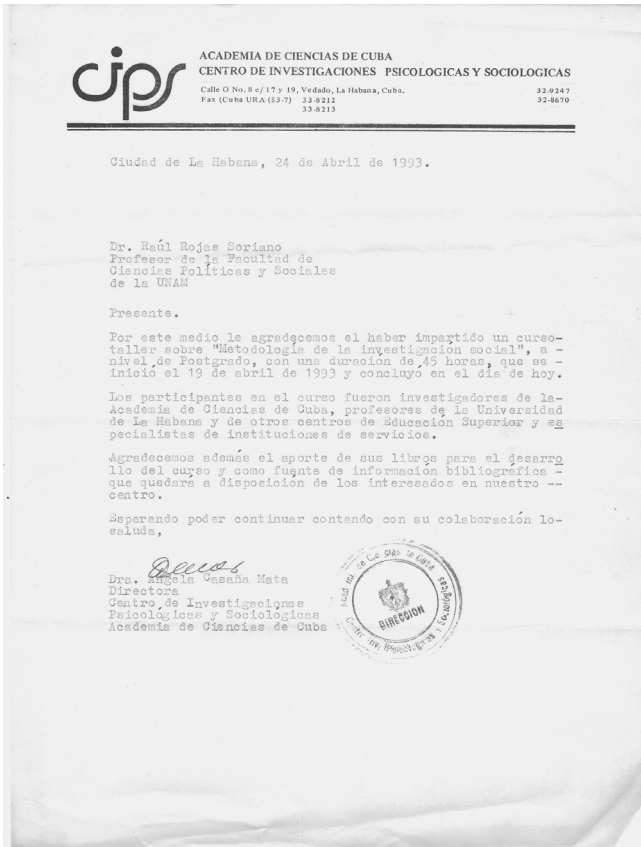 cips
ACADEMIA DE CIENCIAS DE CUBA
CENTRO DE INVESTIGACIONES PSICOLOGICAS Y SOCIOLOGICAS
Calle O No. 8 e/ 17 y 19, Vedado, La Habana, Cuba. 32-9247
Fax (Cuba URA (53-7) 33-8212 32-8670
33-8213
Ciudad de La Habana, 24 de Abril de 1993.
Dr. Raúl Rojas Soriano
Profesor de la Facultad de
Ciencias Políticas y Sociales
de la UNAM
Presente.
Por este medio le agradecemos el haber impartido un curso-
taller sobre "Metodología de la investigación social", a -
nivel de Postgrado, con una duración de 45 horas, que se -
inicio el 19 de abril de 1993 y concluyó en el día de hoy.
Los participantes en el curso fueron investigadores de la-
Academia de Ciencias de Cuba, profesores de la Universidad
de La Habana y de otros centros de Educación Superior y es
pecialistas de instituciones de servicios.
Agradecemos además el aporte de sus libros para el desarro
llo del curso y como fuente de información bibliográfica -
que quedará a disposición de los interesados en nuestro --
centro.
Esperando poder continuar contando con su colaboración lo-
saluda,
Dra. Angela Casaña Mata
Directora
Centro de Investigaciones
Psicológicas y Sociológicas
Academia de Ciencias de Cuba
Academia de Ciencias de Cuba
DIRECCION